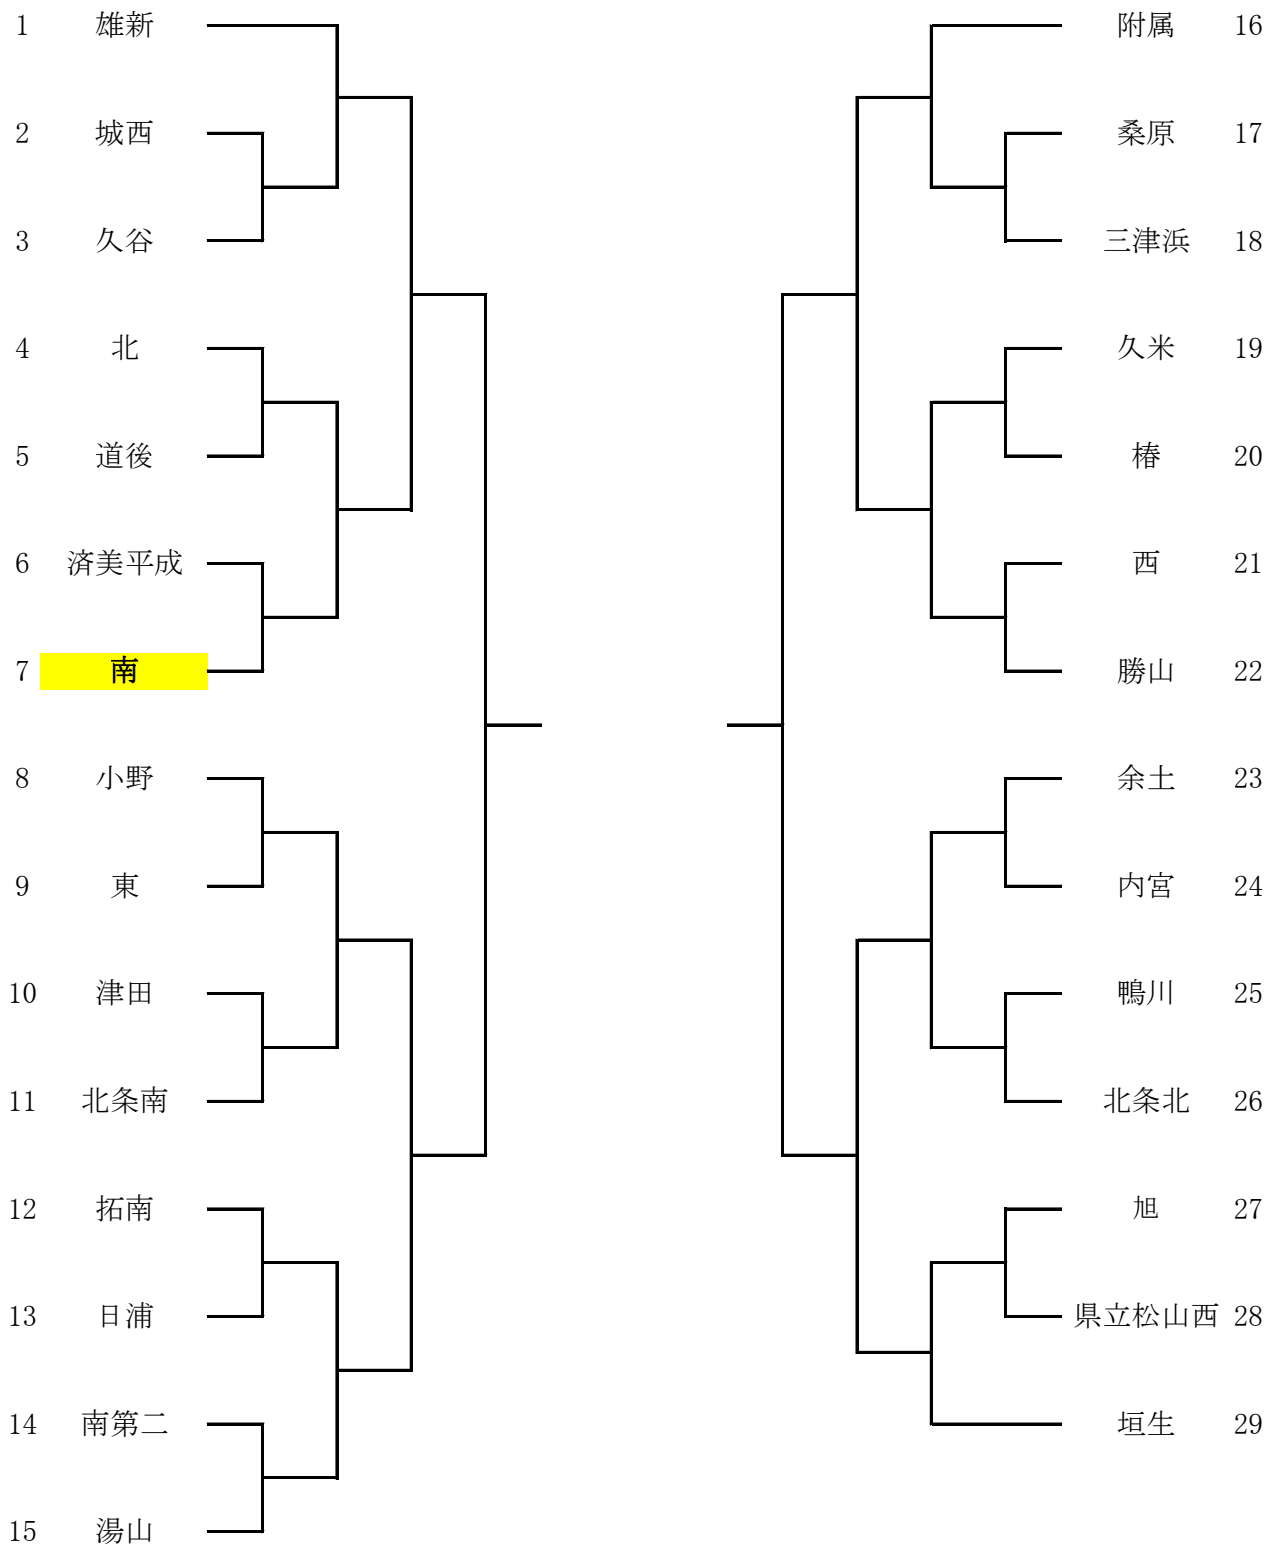 1 雄新
2 城西
3 久谷
4 北
5 道後
6 済美平成
7 南
8 小野
9 東
10 津田
11 北条南
12 拓南
13 日浦
14 南第二
15 湯山
附属 16
桑原 17
三津浜 18
久米 19
椿 20
西 21
勝山 22
余土 23
内宮 24
鴨川 25
北条北 26
旭 27
県立松山西 28
垣生 29